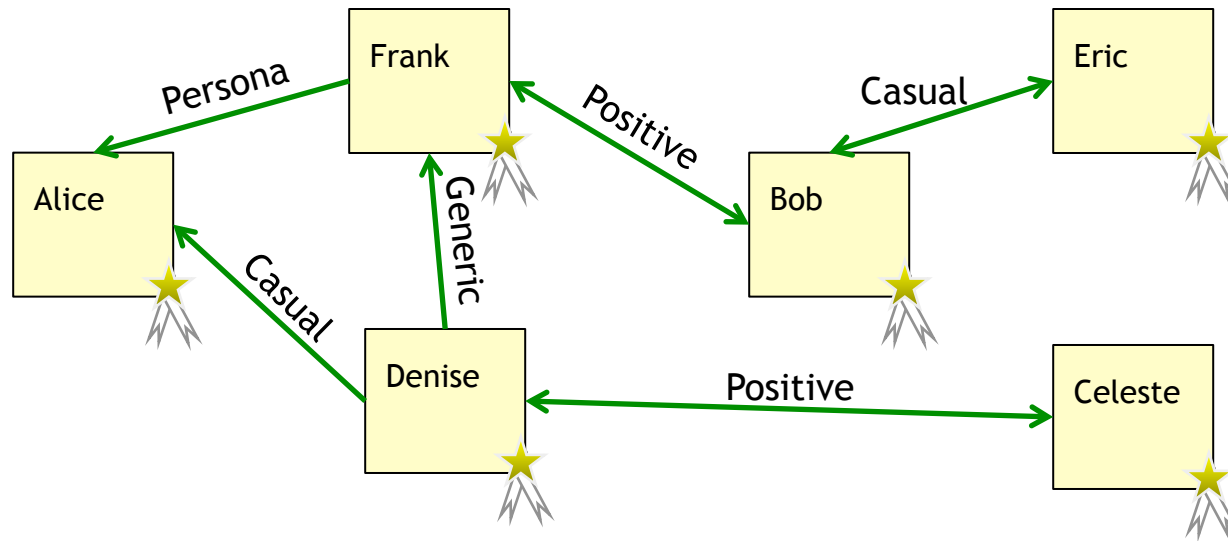 Frank
Eric
Persona
Positive
Casual
Alice
Bob
Generic
Casual
Denise
Positive
Celeste